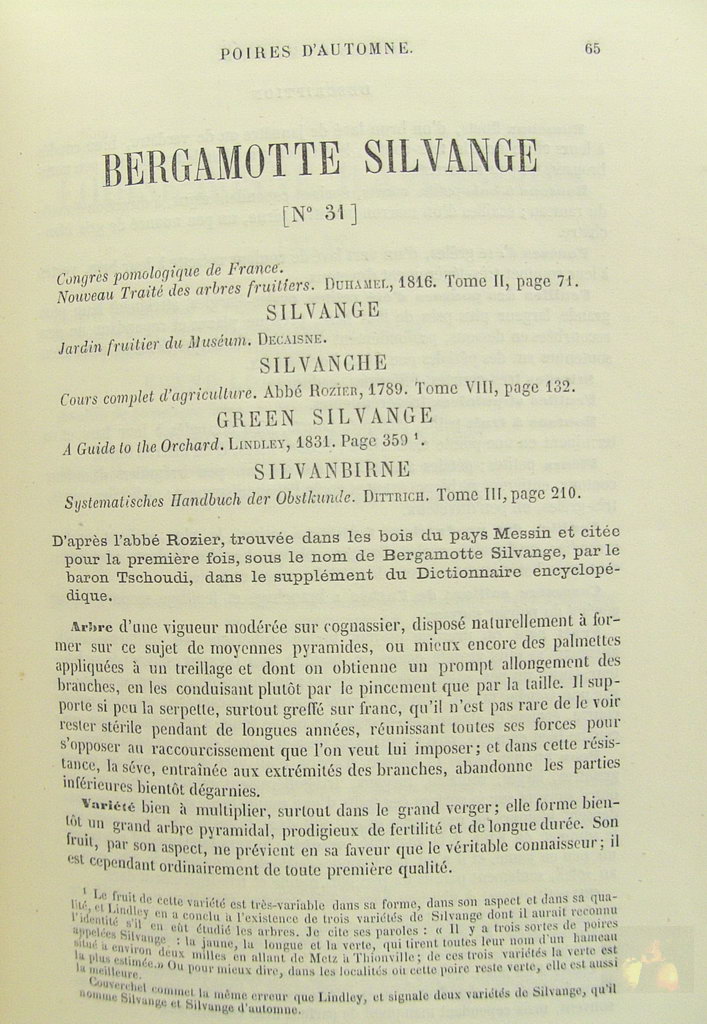 POIRES D'AUTOMNE. 65
BERGAMOTTE SILVANGE
[N° 31]
Congrès pomologique de France.
Nouveau Traité des arbres fruitiers. DUHAMEL, 1816. Tome II, page 71.
SILVANGE
Jardin fruitier du Muséum. DECAISNE.
SILVANCHE
Cours complet d'agriculture. Abbé ROZIER, 1789. Tome VIII, page 132.
GREEN SILVANGE
A Guide to the Orchard. LINDLEY, 1831. Page 359 ¹.
SILVANBIRNE
Systematisches Handbuch der Obstkunde. DITTRICH. Tome III, page 210.
D'après l'abbé Rozier, trouvée dans les bois du pays Messin et citée
pour la première fois, sous le nom de Bergamotte Silvange, par le
baron Tschoudi, dans le supplément du Dictionnaire encyclopé-
dique.
Arbre d'une vigueur modérée sur cognassier, disposé naturellement à for-
mer sur ce sujet de moyennes pyramides, ou mieux encore des palmettes
appliquées à un treillage et dont on obtienne un prompt allongement des
branches, en les conduisant plutôt par le pincement que par la taille. Il sup-
porte si peu la serpette, surtout greffé sur franc, qu'il n'est pas rare de le voir
rester stérile pendant de longues années, réunissant toutes ses forces pour
s'opposer au raccourcissement que l'on veut lui imposer; et dans cette résis-
tance, la séve, entraînée aux extrémités des branches, abandonne les parties
inférieures bientôt dégarnies.
Variété bien à multiplier, surtout dans le grand verger; elle forme bien-
tôt un grand arbre pyramidal, prodigieux de fertilité et de longue durée. Son
fruit, par son aspect, ne prévient en sa faveur que le véritable connaisseur; il
est cependant ordinairement de toute première qualité.
¹ Le fruit de cette variété est très-variable dans sa forme, dans son aspect et dans sa qua-
lité, et Lindley en a conclu à l'existence de trois variétés de Silvange dont il aurait reconnu
l'identité s'il en eût étudié les arbres. Je cite ses paroles : « Il y a trois sortes de poires
appelées Silvange : la jaune, la longue et la verte, qui tirent toutes leur nom d'un hameau
situé à environ deux milles en allant de Metz à Thionville; de ces trois variétés la verte est
la plus estimée. » Ou pour mieux dire, dans les localités où cette poire reste verte, elle est aussi
la meilleure.
Couverchel commet la même erreur que Lindley, et signale deux variétés de Silvange, qu'il
nomme Silvange et Silvange d'automne.